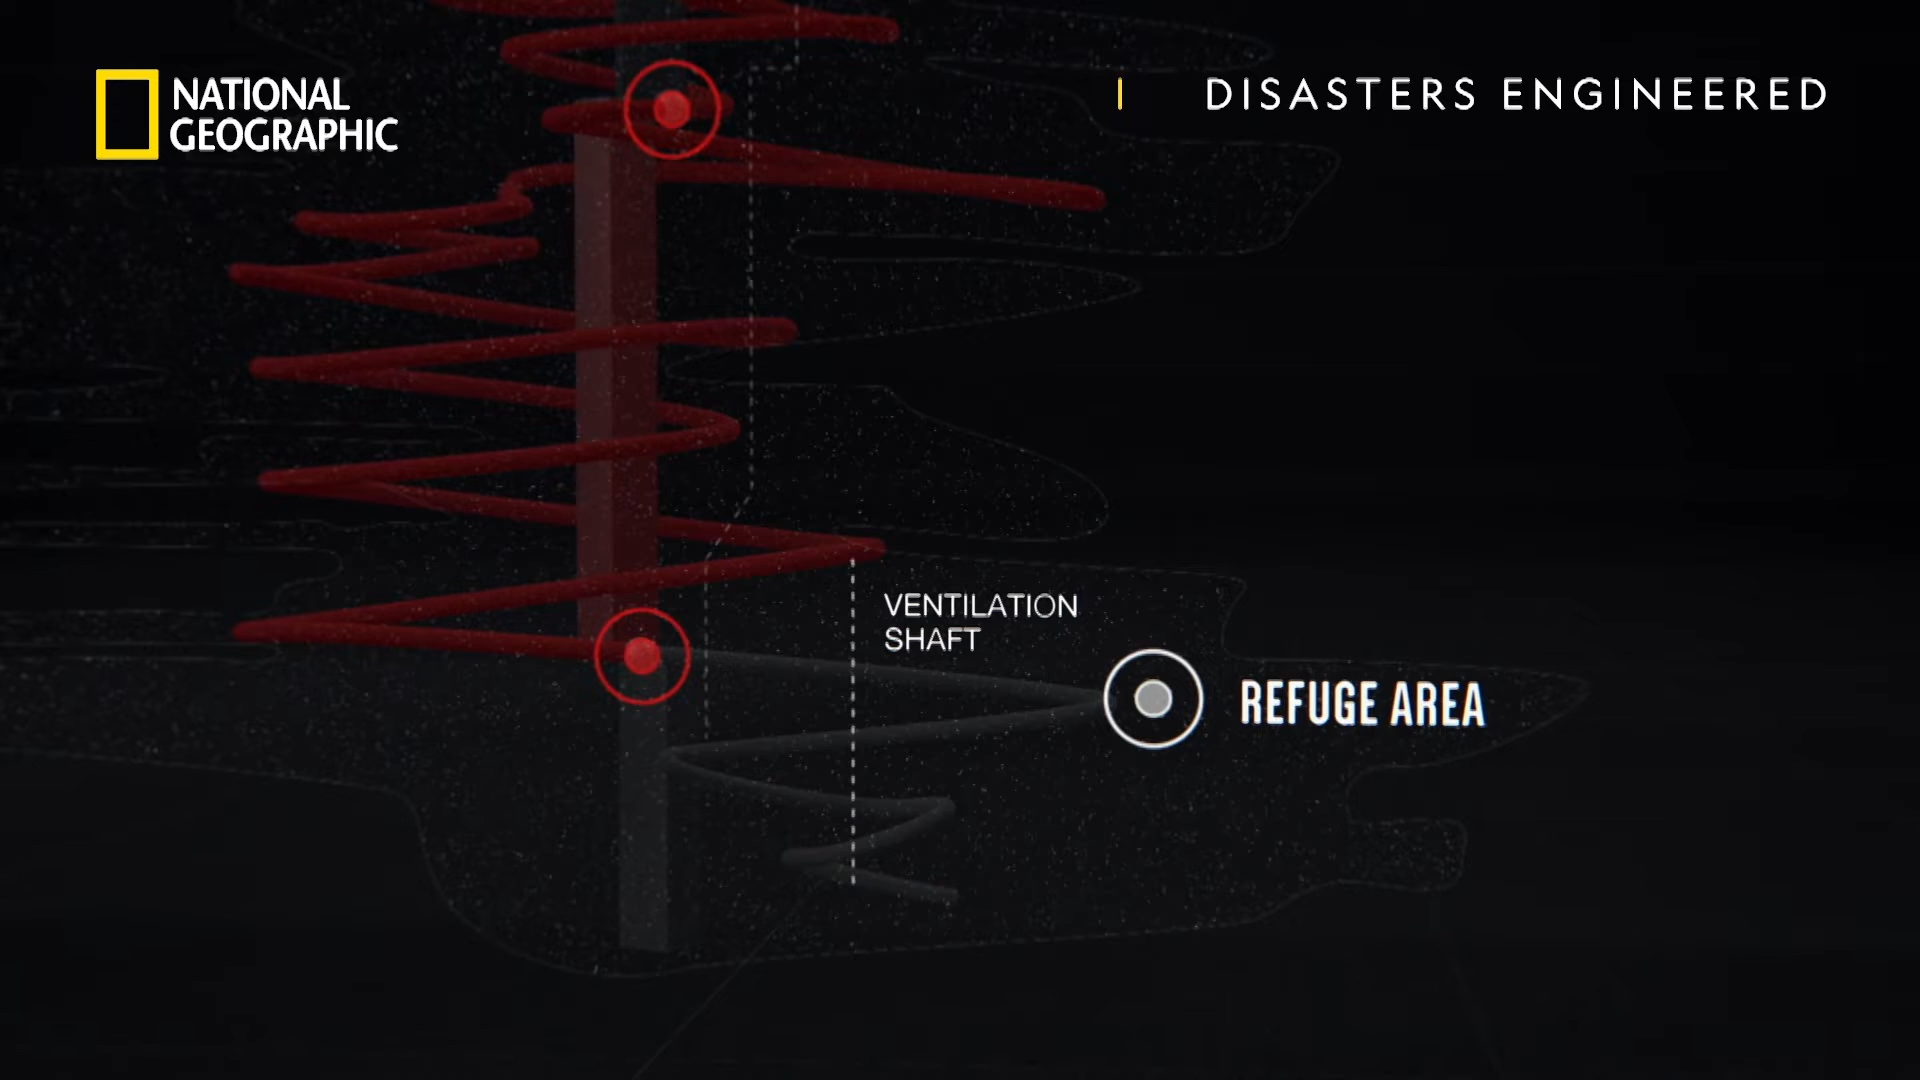 NATIONAL
GEOGRAPHIC
DISASTERS ENGINEERED
VENTILATION
SHAFT
REFUGE AREA